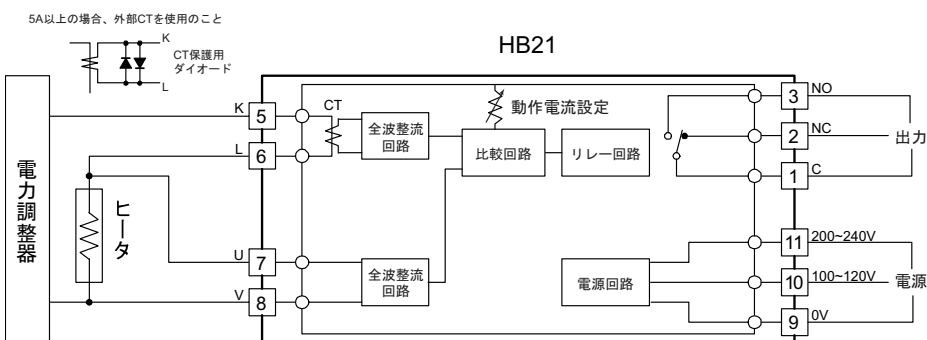 5A以上の場合、外部CTを使用のこと
K
CT保護用
ダイオード
L
HB21
電力調整器
ヒータ
K
5
L
6
U
7
V
8
CT
全波整流
回路
動作電流設定
比較回路
リレー回路
全波整流
回路
電源回路
3
NO
2
NC
1
C
出力
11
200~240V
10
100~120V
9
0V
電源